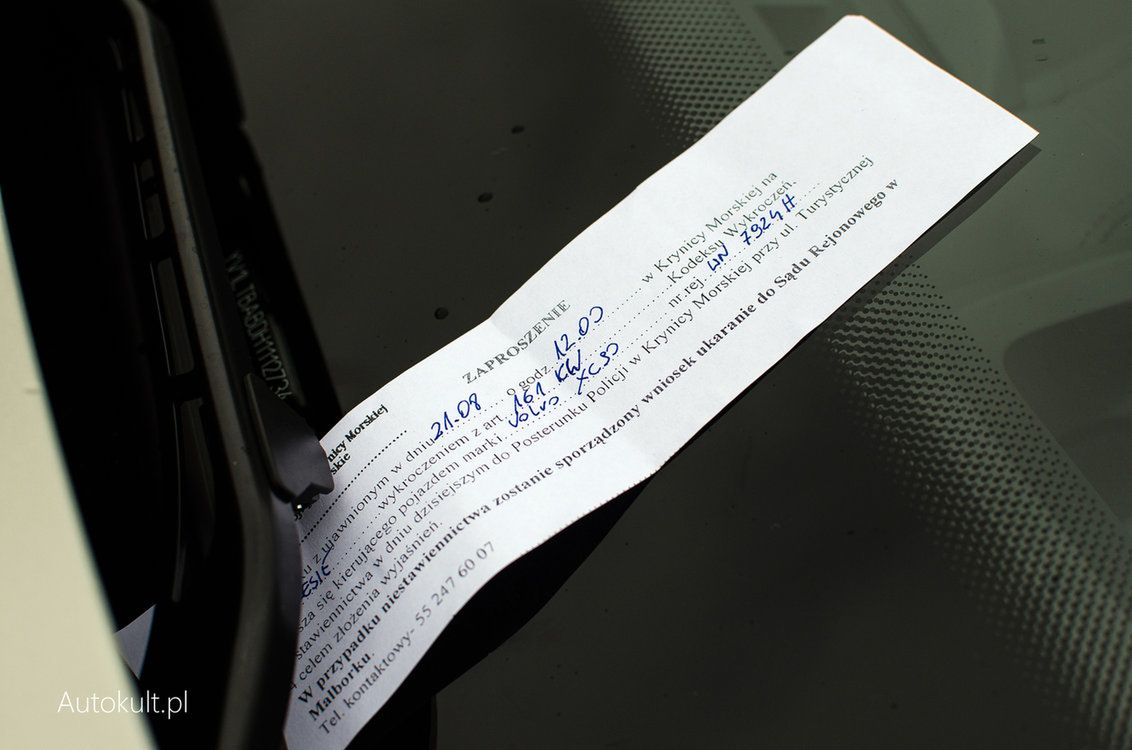 nicy Morskiej
skie
ZAPROSZENIE
u z ujawnionym w dniu 21.08 o godz. 12.00 w Krynicy Morskiej na
wykroczeniem z art. 161 KW Kodeksu Wykroczeń.
sza się kierującego pojazdem marki Volvo XC90 nr rej. WN 7924H
stawiennictwa w dniu dzisiejszym do Posterunku Policji w Krynicy Morskiej przy ul. Turystycznej
celem złożenia wyjaśnień.
W przypadku niestawiennictwa zostanie sporządzony wniosek ukaranie do Sądu Rejonowego w
Malborku.
Tel. kontaktowy- 55 247 60 07
Autokult.pl